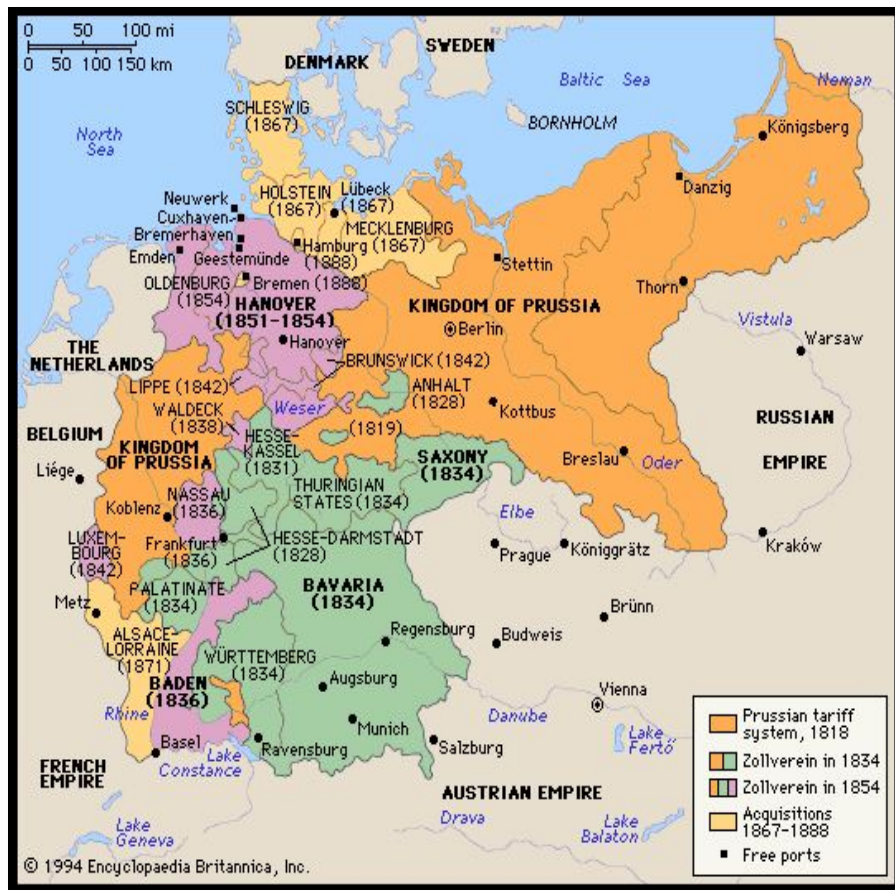 0 50 100 mi
0 50 100 150 km
SWEDEN
DENMARK
Baltic Sea
Neman
SCHLESWIG
(1867)
North
Sea
BORNHOLM
Königsberg
HOLSTEIN
(1867)
Lübeck
(1867)
Danzig
Neuwerk
Cuxhaven
Bremerhaven
Emden
Geestemünde
MECKLENBURG
(1867)
Hamburg
(1888)
Stettin
OLDENBURG
(1854)
Bremen (1888)
Thorn
HANOVER
(1851-1854)
KINGDOM OF PRUSSIA
Berlin
Vistula
Hanover
Warsaw
THE
NETHERLANDS
BRUNSWICK (1842)
LIPPE (1842)
Weser
ANHALT
(1828)
Kottbus
WALDECK
(1838)
RUSSIAN
EMPIRE
BELGIUM
KINGDOM
OF PRUSSIA
HESSE-
KASSEL
(1831)
(1819)
SAXONY
(1834)
Breslau
Oder
Liége
THURINGIAN
STATES (1834)
NASSAU
(1836)
Koblenz
Elbe
LUXEM-
BOURG
(1842)
Frankfurt
(1836)
HESSE-DARMSTADT
(1828)
Prague
Königgrätz
Kraków
PALATINATE
(1834)
BAVARIA
(1834)
Metz
Brünn
ALSACE-
LORRAINE
(1871)
Regensburg
Budweis
WÜRTTEMBERG
(1834)
BADEN
(1836)
Augsburg
Vienna
Rhine
Munich
Danube
Basel
Ravensburg
Salzburg
Lake
Fertő
Lake
Constance
FRENCH
EMPIRE
AUSTRIAN EMPIRE
Drava
Lake
Balaton
Lake
Geneva
Prussian tariff
system, 1818
Zollverein in 1834
Zollverein in 1854
Acquisitions
1867-1888
Free ports
© 1994 Encyclopaedia Britannica, Inc.